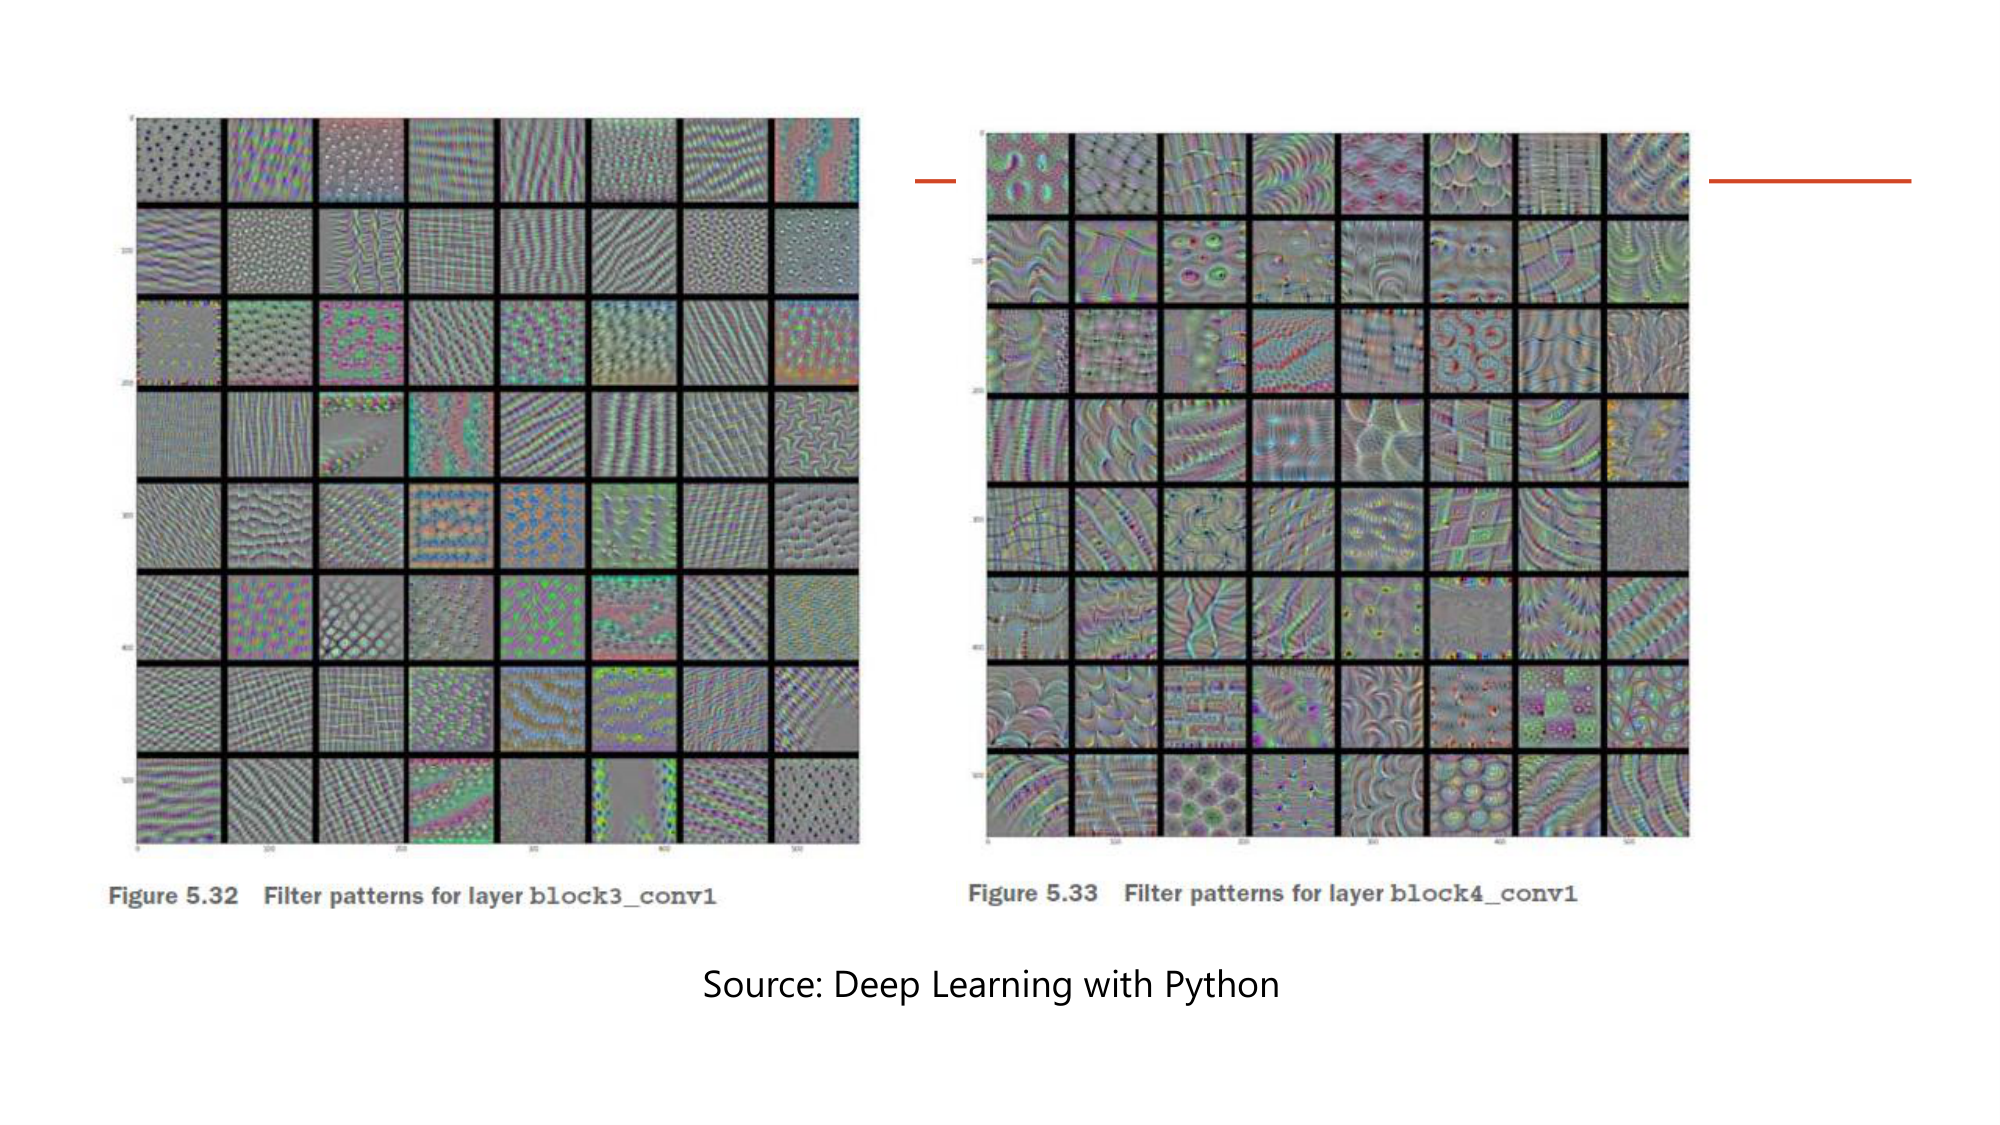 Figure 5.32 Filter patterns for layer block3_conv1
Figure 5.33 Filter patterns for layer block4_conv1
Source: Deep Learning with Python